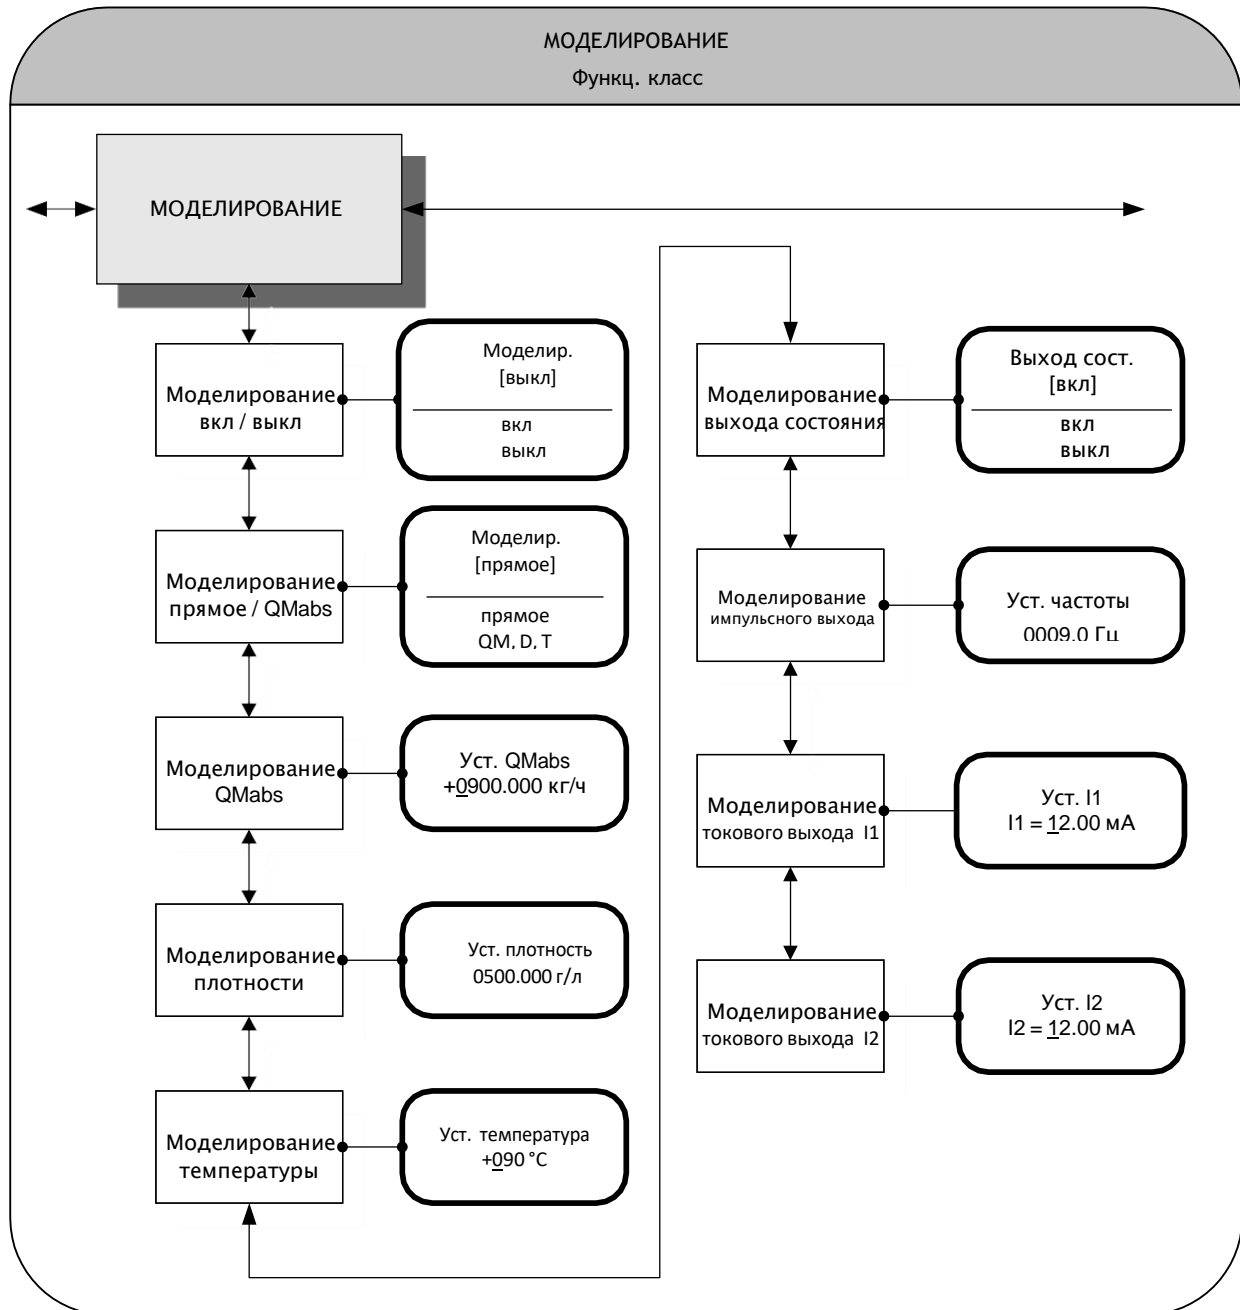 МОДЕЛИРОВАНИЕ
Функц. класс
МОДЕЛИРОВАНИЕ
Моделирование
вкл / выкл
Моделир.
[выкл]
вкл
выкл
Моделирование
прямое / QMabs
Моделир.
[прямое]
прямое
QM, D, T
Моделирование
QMabs
Уст. QMabs
+0900.000 кг/ч
Моделирование
плотности
Уст. плотность
0500.000 г/л
Моделирование
температуры
Уст. температура
+090 °C
Моделирование
выхода состояния
Выход сост.
[вкл]
вкл
выкл
Моделирование
импульсного выхода
Уст. частоты
0009.0 Гц
Моделирование
токового выхода I1
Уст. I1
I1 = 12.00 мА
Моделирование
токового выхода I2
Уст. I2
I2 = 12.00 мА